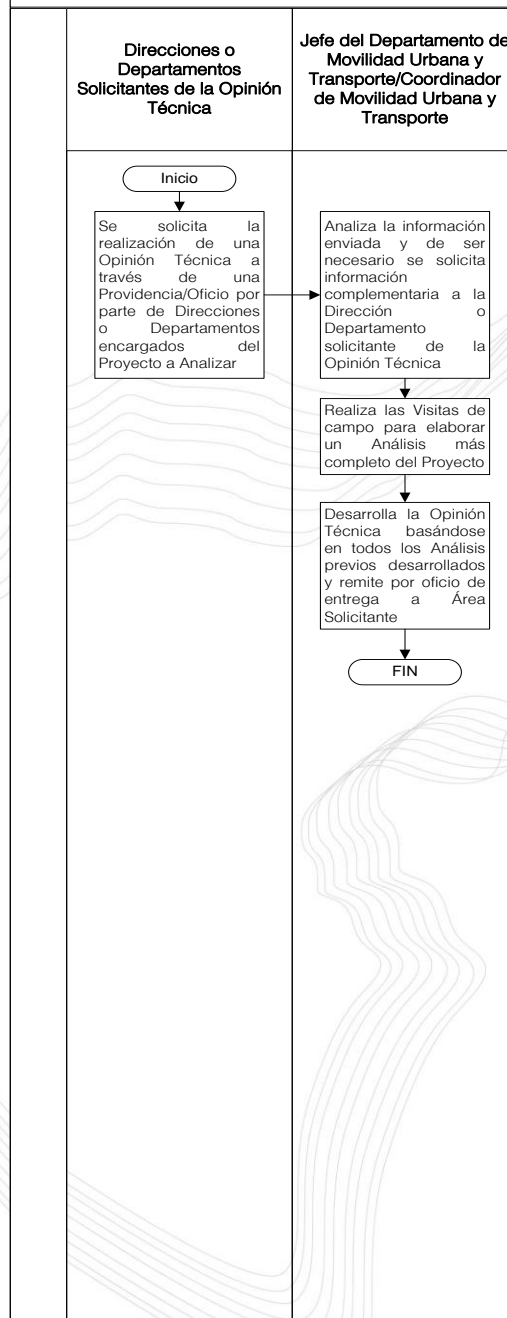 Direcciones o
Departamentos
Solicitantes de la Opinión
Técnica
Jefe del Departamento de
Movilidad Urbana y
Transporte/Coordinador
de Movilidad Urbana y
Transporte
Inicio
Se solicita la
realización de una
Opinión Técnica a
través de una
Providencia/Oficio por
parte de Direcciones
o Departamentos
encargados del
Proyecto a Analizar
Analiza la información
enviada y de ser
necesario se solicita
información
complementaria a la
Dirección o
Departamento
solicitante de la
Opinión Técnica
Realiza las Visitas de
campo para elaborar
un Análisis más
completo del Proyecto
Desarrolla la Opinión
Técnica basándose
en todos los Análisis
previos desarrollados
y remite por oficio de
entrega a Área
Solicitante
FIN